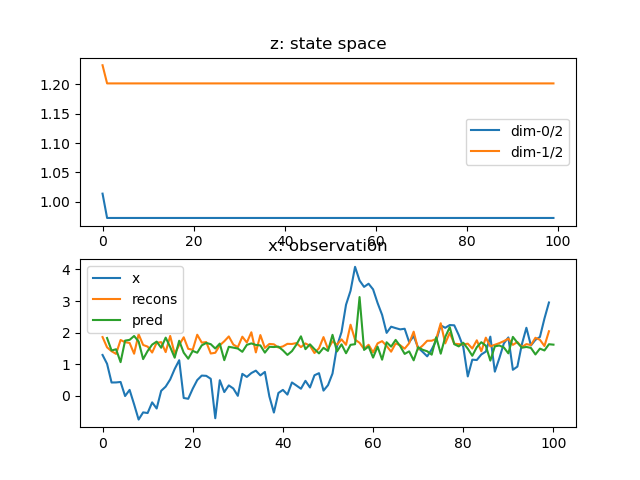 z: state space
1.20
1.15
1.10
1.05
1.00
dim-0/2
dim-1/2
0 20 40 60 80 100
x: observation
4
3
2
1
0
x
recons
pred
0 20 40 60 80 100